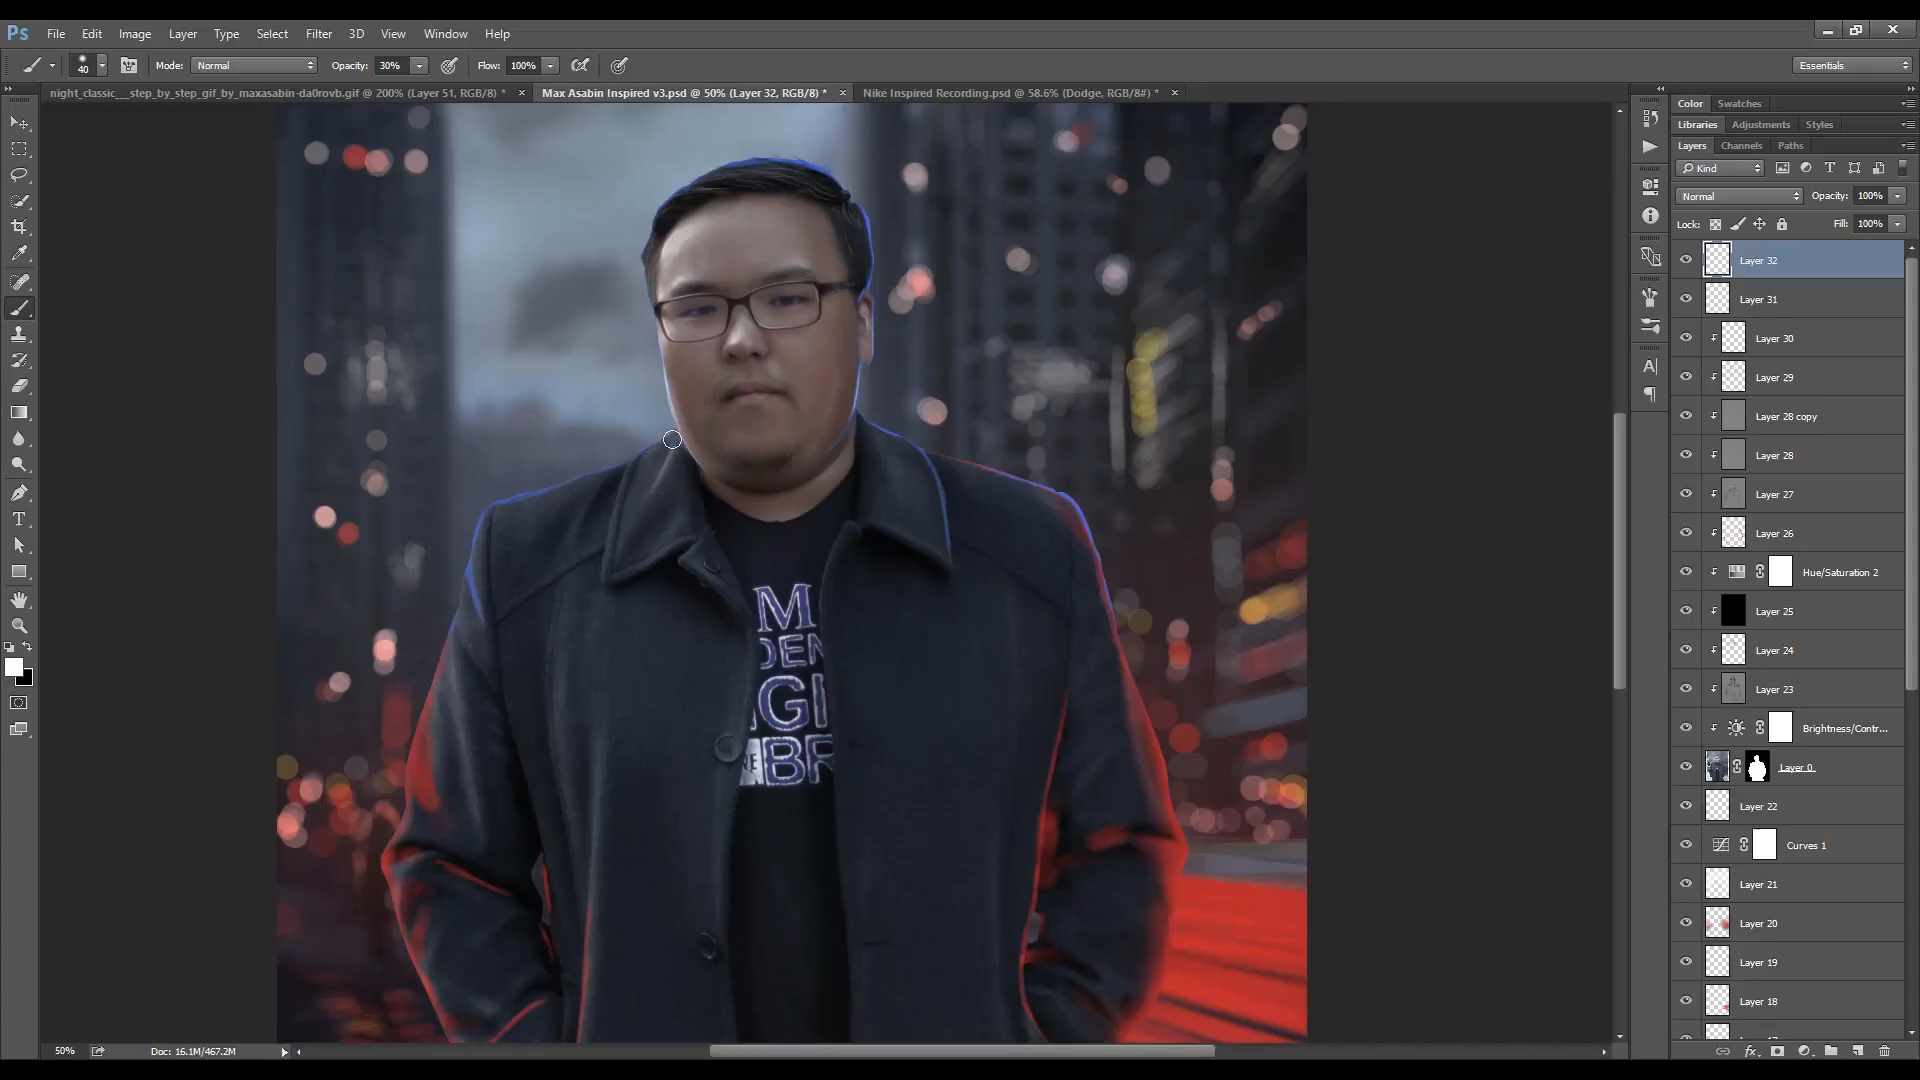 Ps File Edit Image Layer Type Select Filter 3D View Window Help
40 Mode: Normal Opacity: 30% Flow: 100% Essentials
night_classic___step_by_step_gif_by_maxasabin-da0rovb.gif @ 200% (Layer 51, RGB/8) * Max Asabin Inspired v3.psd @ 50% (Layer 32, RGB/8) * Nike Inspired Recording.psd @ 58.6% (Dodge, RGB/8#) *
Color Swatches
Libraries Adjustments Styles
Layers Channels Paths
Kind
Normal Opacity: 100%
Lock: Fill: 100%
Layer 32
Layer 31
Layer 30
Layer 29
Layer 28 copy
Layer 28
Layer 27
Layer 26
Hue/Saturation 2
Layer 25
Layer 24
Layer 23
Brightness/Contr...
Layer 0
Layer 22
Curves 1
Layer 21
Layer 20
Layer 19
Layer 18
M
DEN
IGI
BR
50% Doc: 16.1M/467.2M